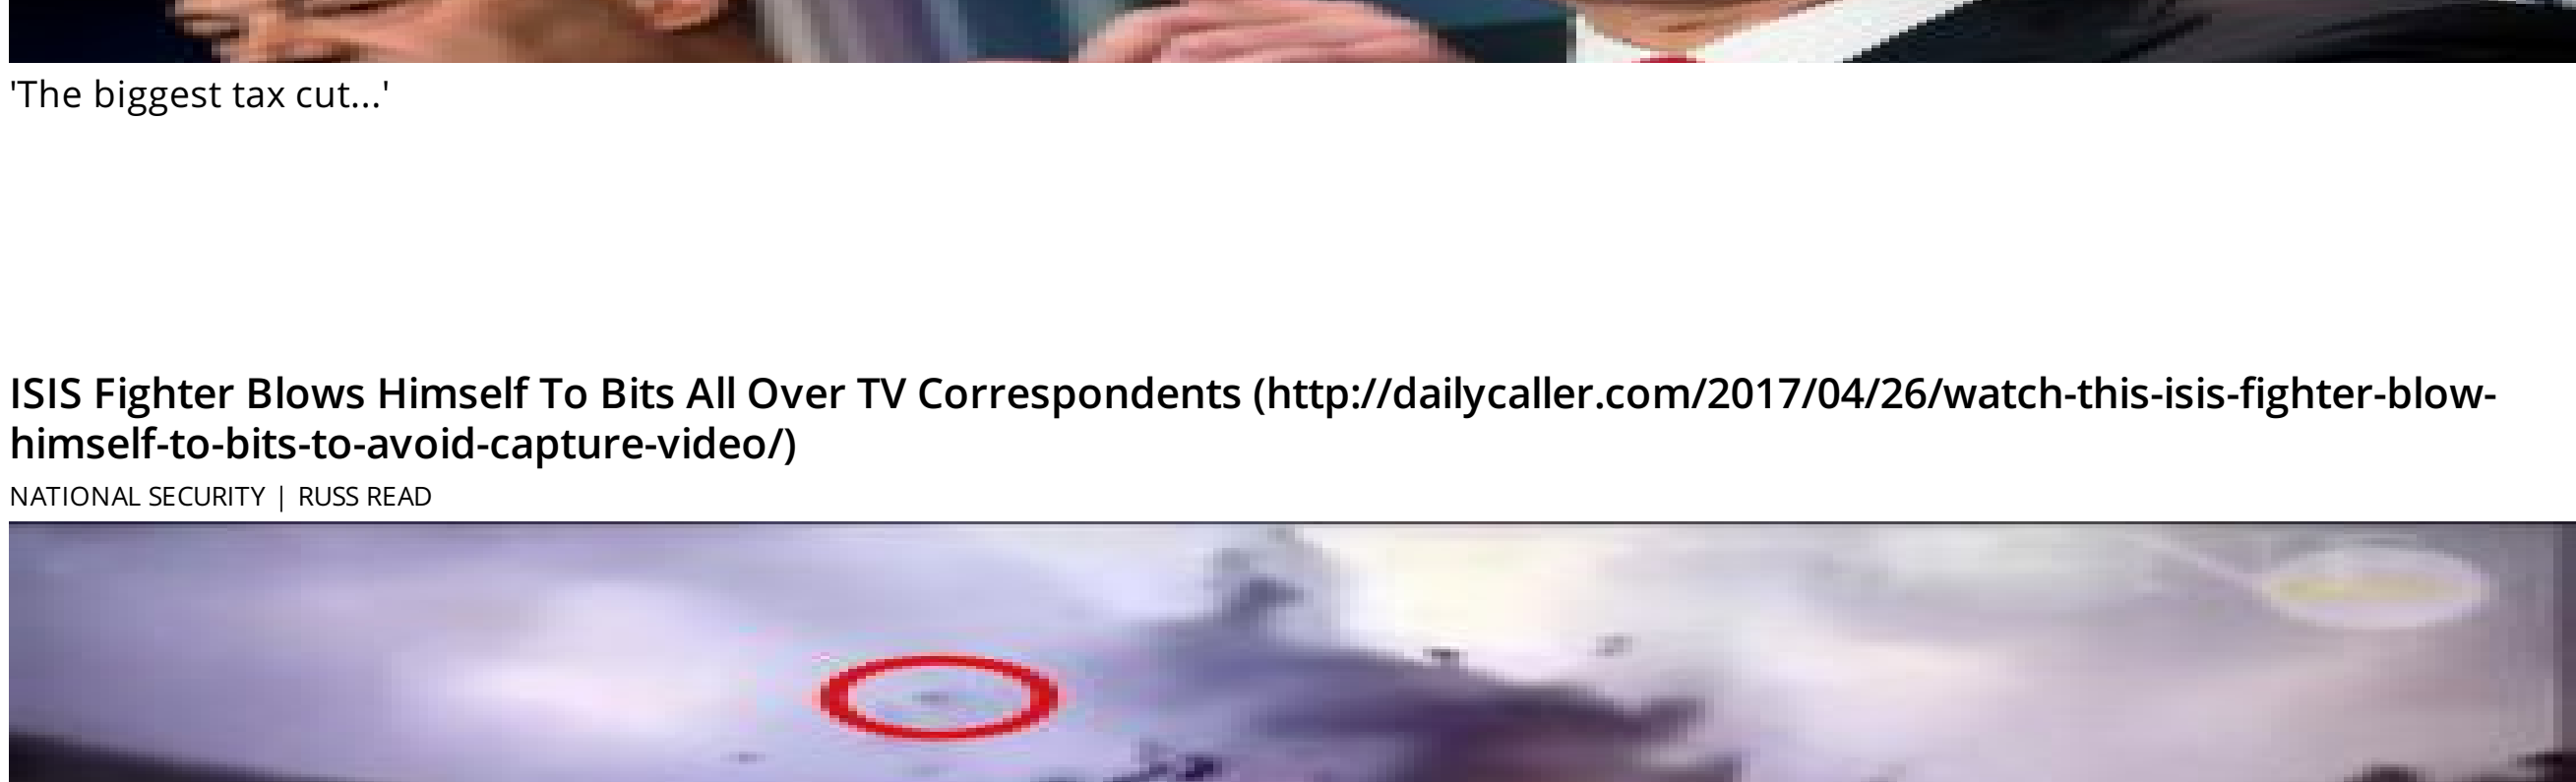 'The biggest tax cut...'
ISIS Fighter Blows Himself To Bits All Over TV Correspondents (http://dailycaller.com/2017/04/26/watch-this-isis-fighter-blow-
himself-to-bits-to-avoid-capture-video/)
NATIONAL SECURITY | RUSS READ